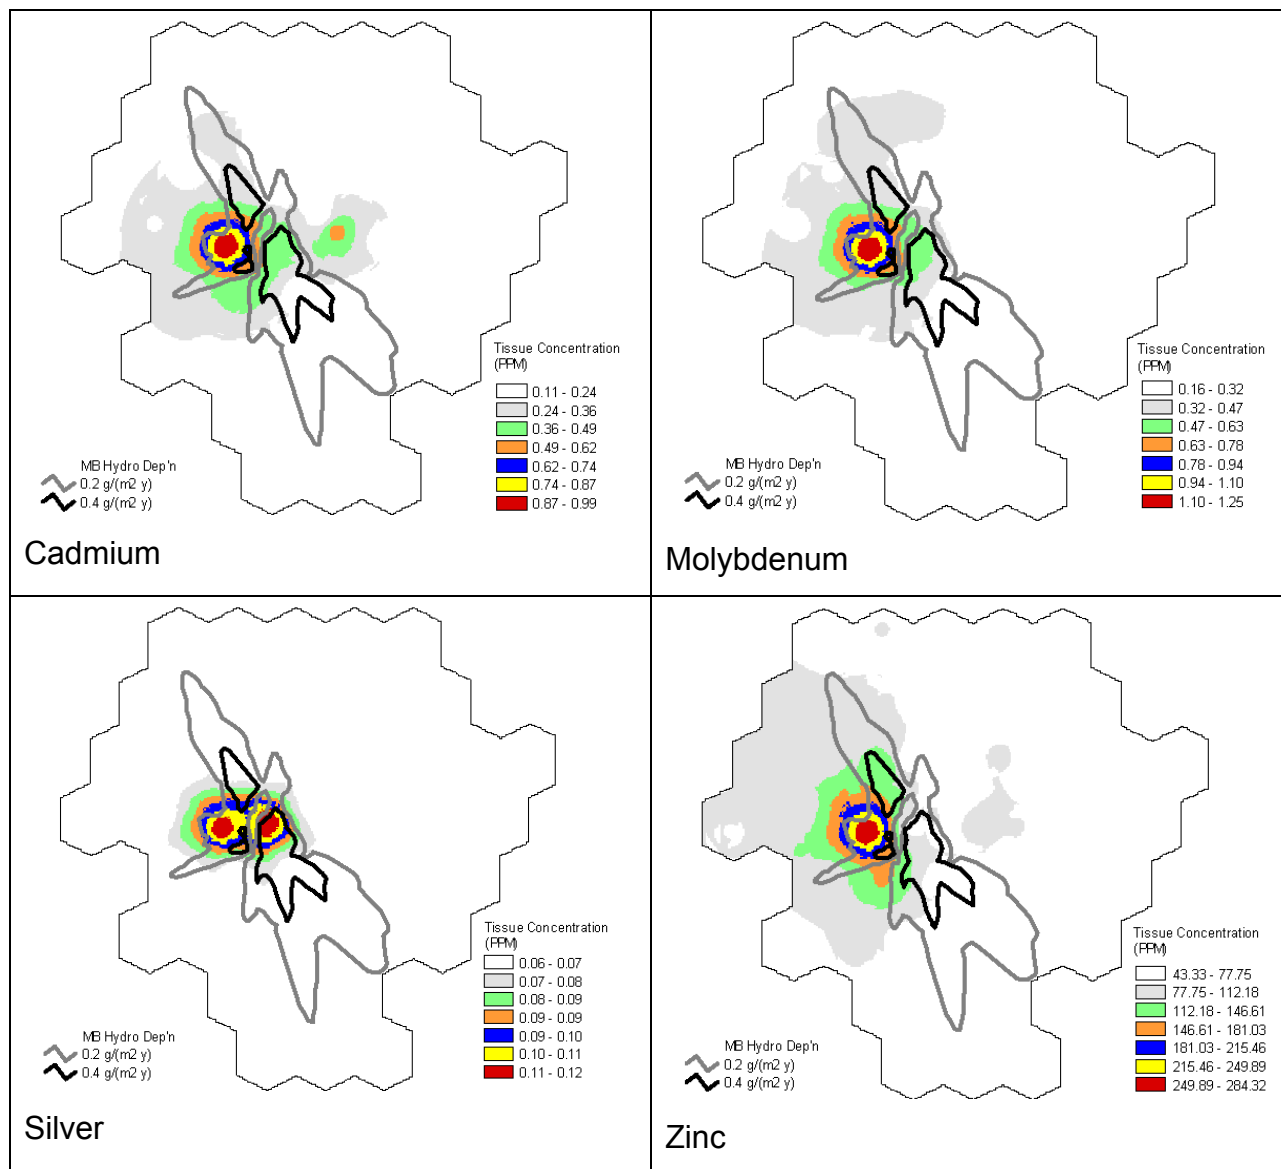 Tissue Concentration
(PPM)
0.11 - 0.24
0.24 - 0.36
0.36 - 0.49
0.49 - 0.62
0.62 - 0.74
0.74 - 0.87
0.87 - 0.99
MB Hydro Dep'n
0.2 g/(m2 y)
0.4 g/(m2 y)
Cadmium
Tissue Concentration
(PPM)
0.16 - 0.32
0.32 - 0.47
0.47 - 0.63
0.63 - 0.78
0.78 - 0.94
0.94 - 1.10
1.10 - 1.25
MB Hydro Dep'n
0.2 g/(m2 y)
0.4 g/(m2 y)
Molybdenum
Tissue Concentration
(PPM)
0.06 - 0.07
0.07 - 0.08
0.08 - 0.09
0.09 - 0.09
0.09 - 0.10
0.10 - 0.11
0.11 - 0.12
MB Hydro Dep'n
0.2 g/(m2 y)
0.4 g/(m2 y)
Silver
Tissue Concentration
(PPM)
43.33 - 77.75
77.75 - 112.18
112.18 - 146.61
146.61 - 181.03
181.03 - 215.46
215.46 - 249.89
249.89 - 284.32
MB Hydro Dep'n
0.2 g/(m2 y)
0.4 g/(m2 y)
Zinc